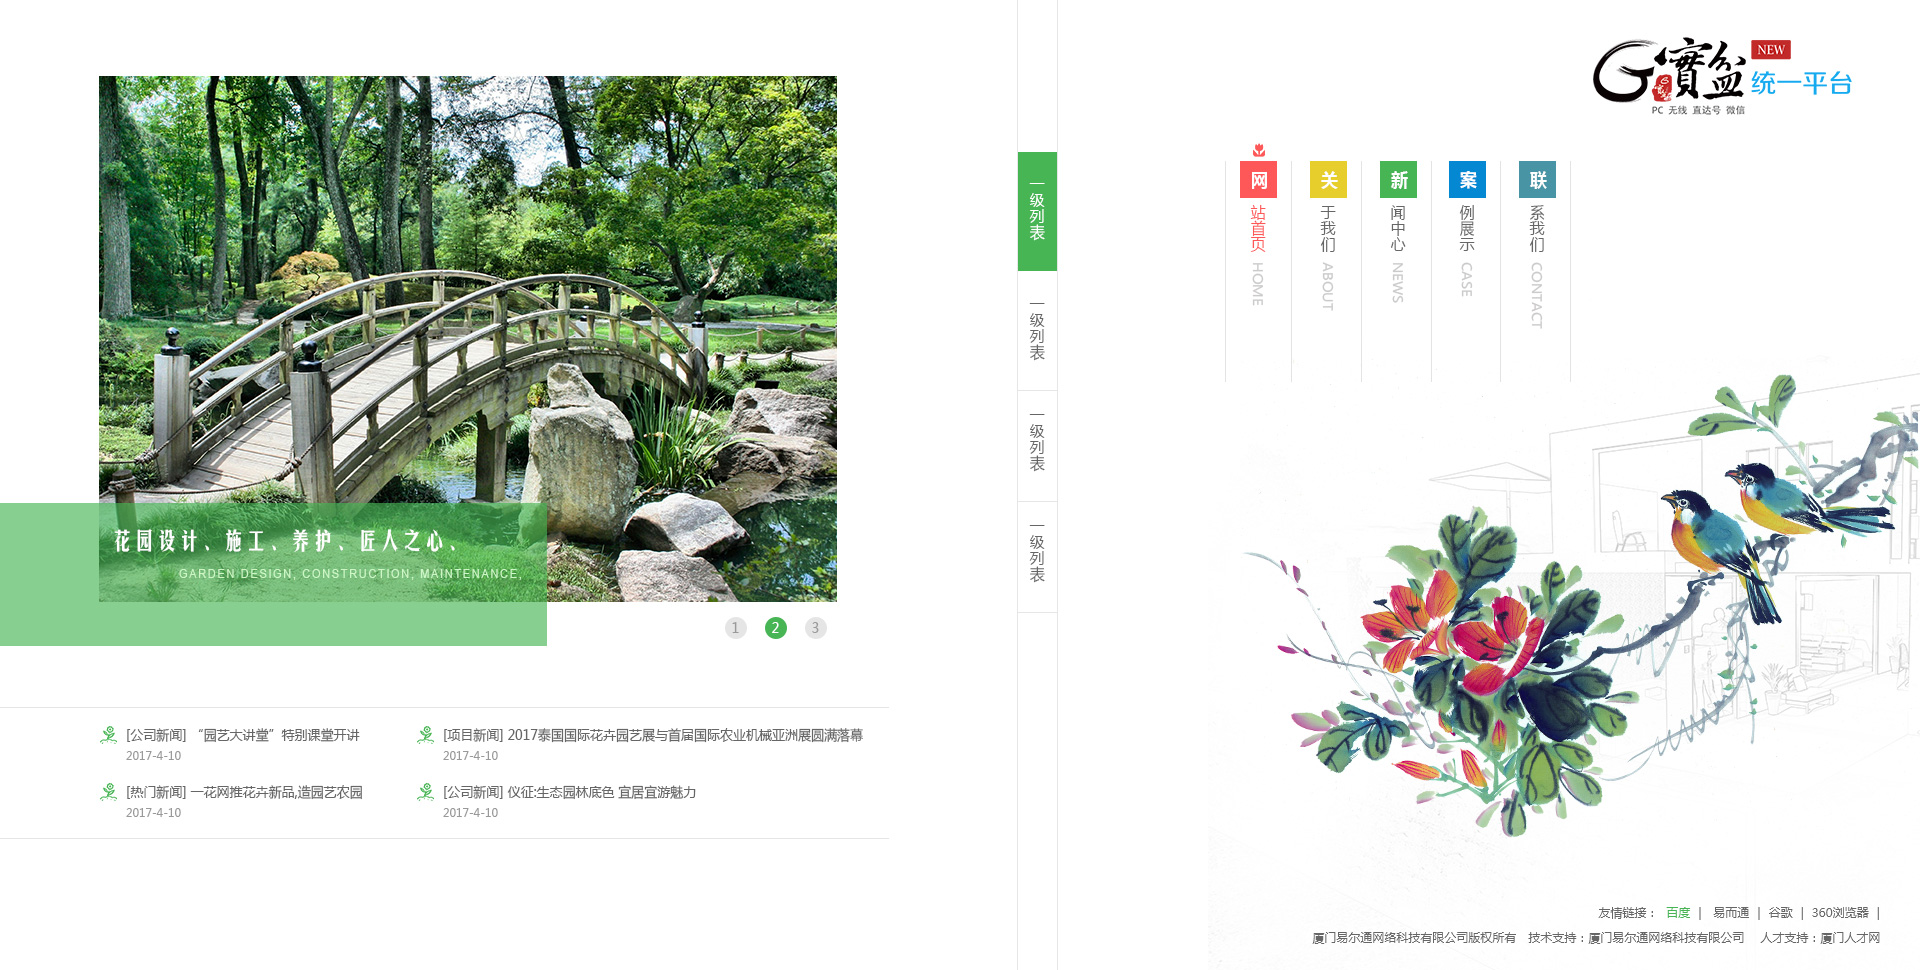 G寶盆
NEW
统一平台
PC 无线 直达号 微信
网站首页 HOME
关于我们 ABOUT
新闻中心 NEWS
案例展示 CASE
联系我们 CONTACT
一级列表
一级列表
一级列表
一级列表
花园设计、施工、养护、匠人之心、
GARDEN DESIGN, CONSTRUCTION, MAINTENANCE,
1 2 3
[公司新闻] “园艺大讲堂”特别课堂开讲
2017-4-10
[项目新闻] 2017泰国国际花卉园艺展与首届国际农业机械亚洲展圆满落幕
2017-4-10
[热门新闻] 一花网推花卉新品,造园艺农园
2017-4-10
[公司新闻] 仪征:生态园林底色 宜居宜游魅力
2017-4-10
友情链接： 百度 | 易而通 | 谷歌 | 360浏览器 |
厦门易尔通网络科技有限公司版权所有 技术支持：厦门易尔通网络科技有限公司 人才支持：厦门人才网